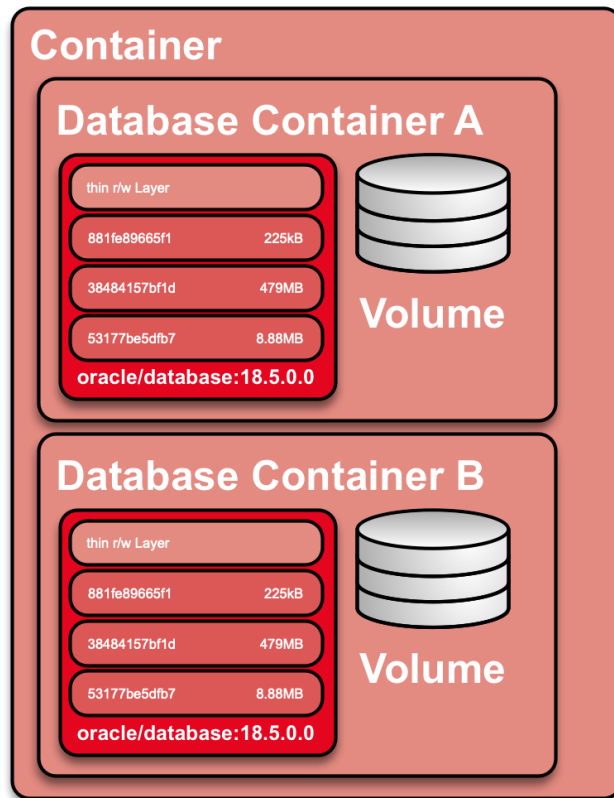 Container
Database Container A
thin r/w Layer
881fe89665f1 225kB
38484157bf1d 479MB
53177be5dfb7 8.88MB
oracle/database:18.5.0.0
Volume
Database Container B
thin r/w Layer
881fe89665f1 225kB
38484157bf1d 479MB
53177be5dfb7 8.88MB
oracle/database:18.5.0.0
Volume